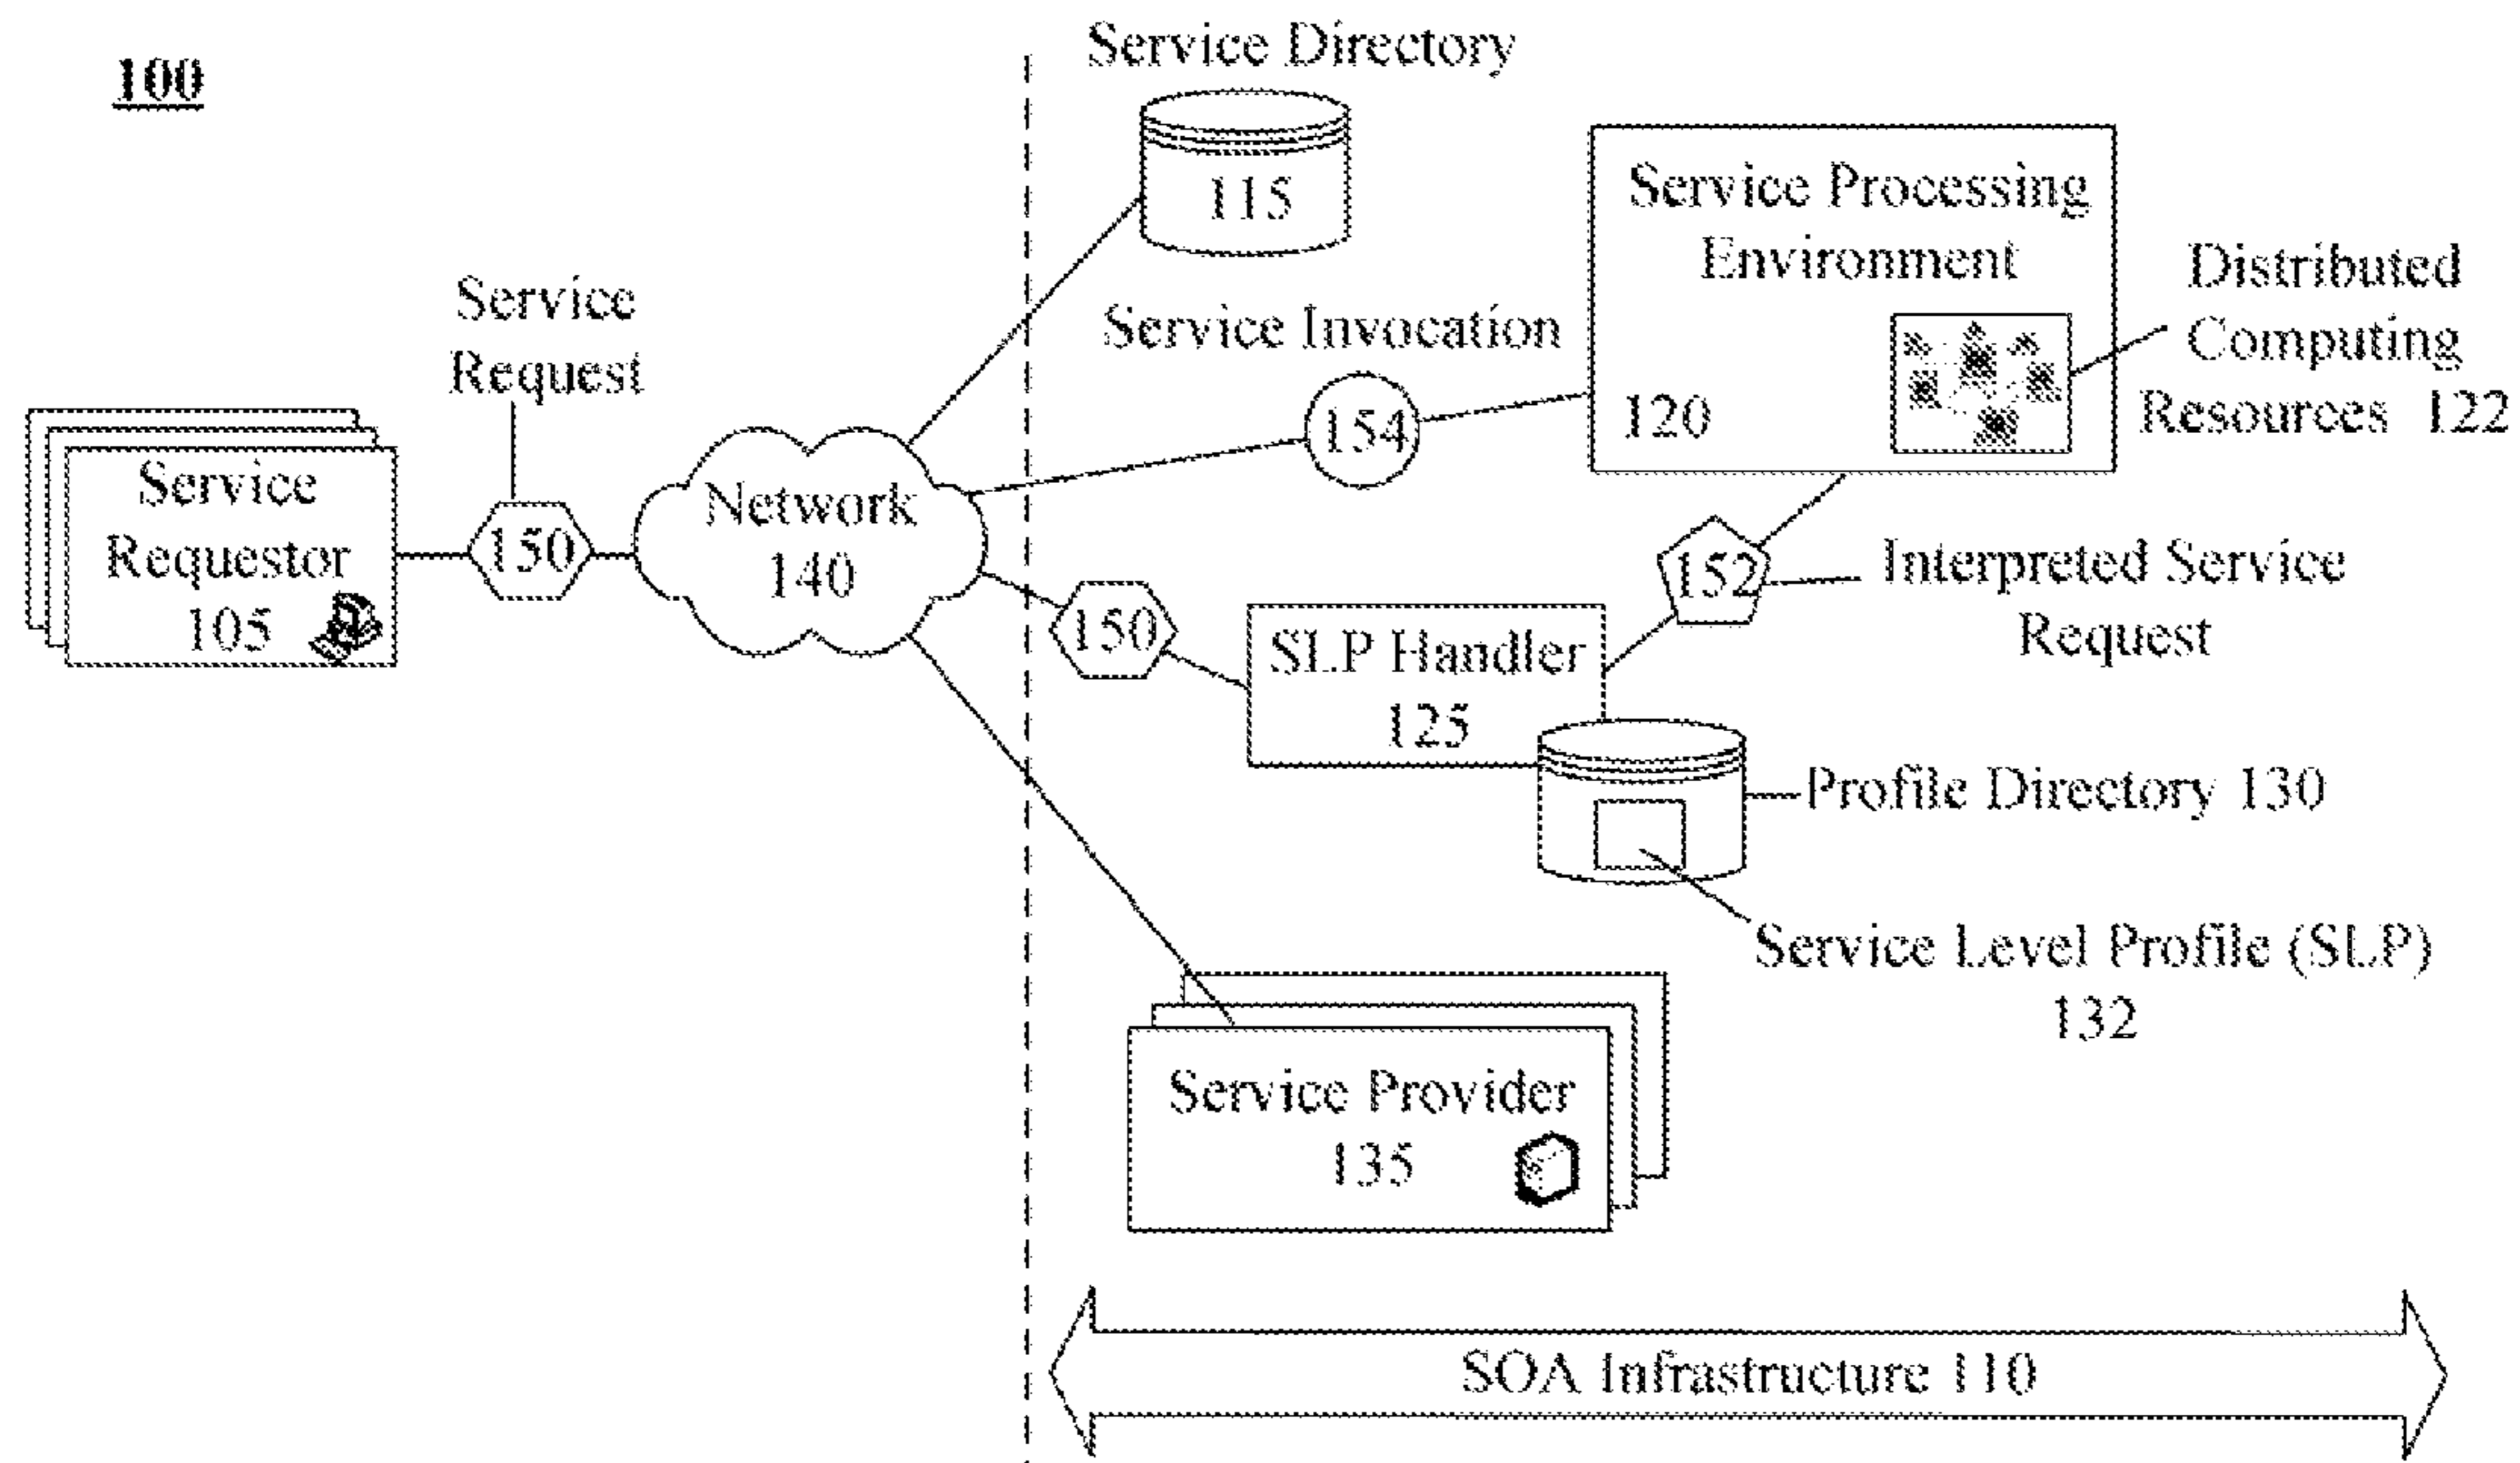 100
Service Directory
115
Service Processing
Environment
120
Distributed
Computing
Resources 122
Service
Request
Service Invocation
154
Service
Requestor
105
150
Network
140
152
Interpreted Service
Request
150
SLP Handler
125
Profile Directory 130
Service Level Profile (SLP)
132
Service Provider
135
SOA Infrastructure 110